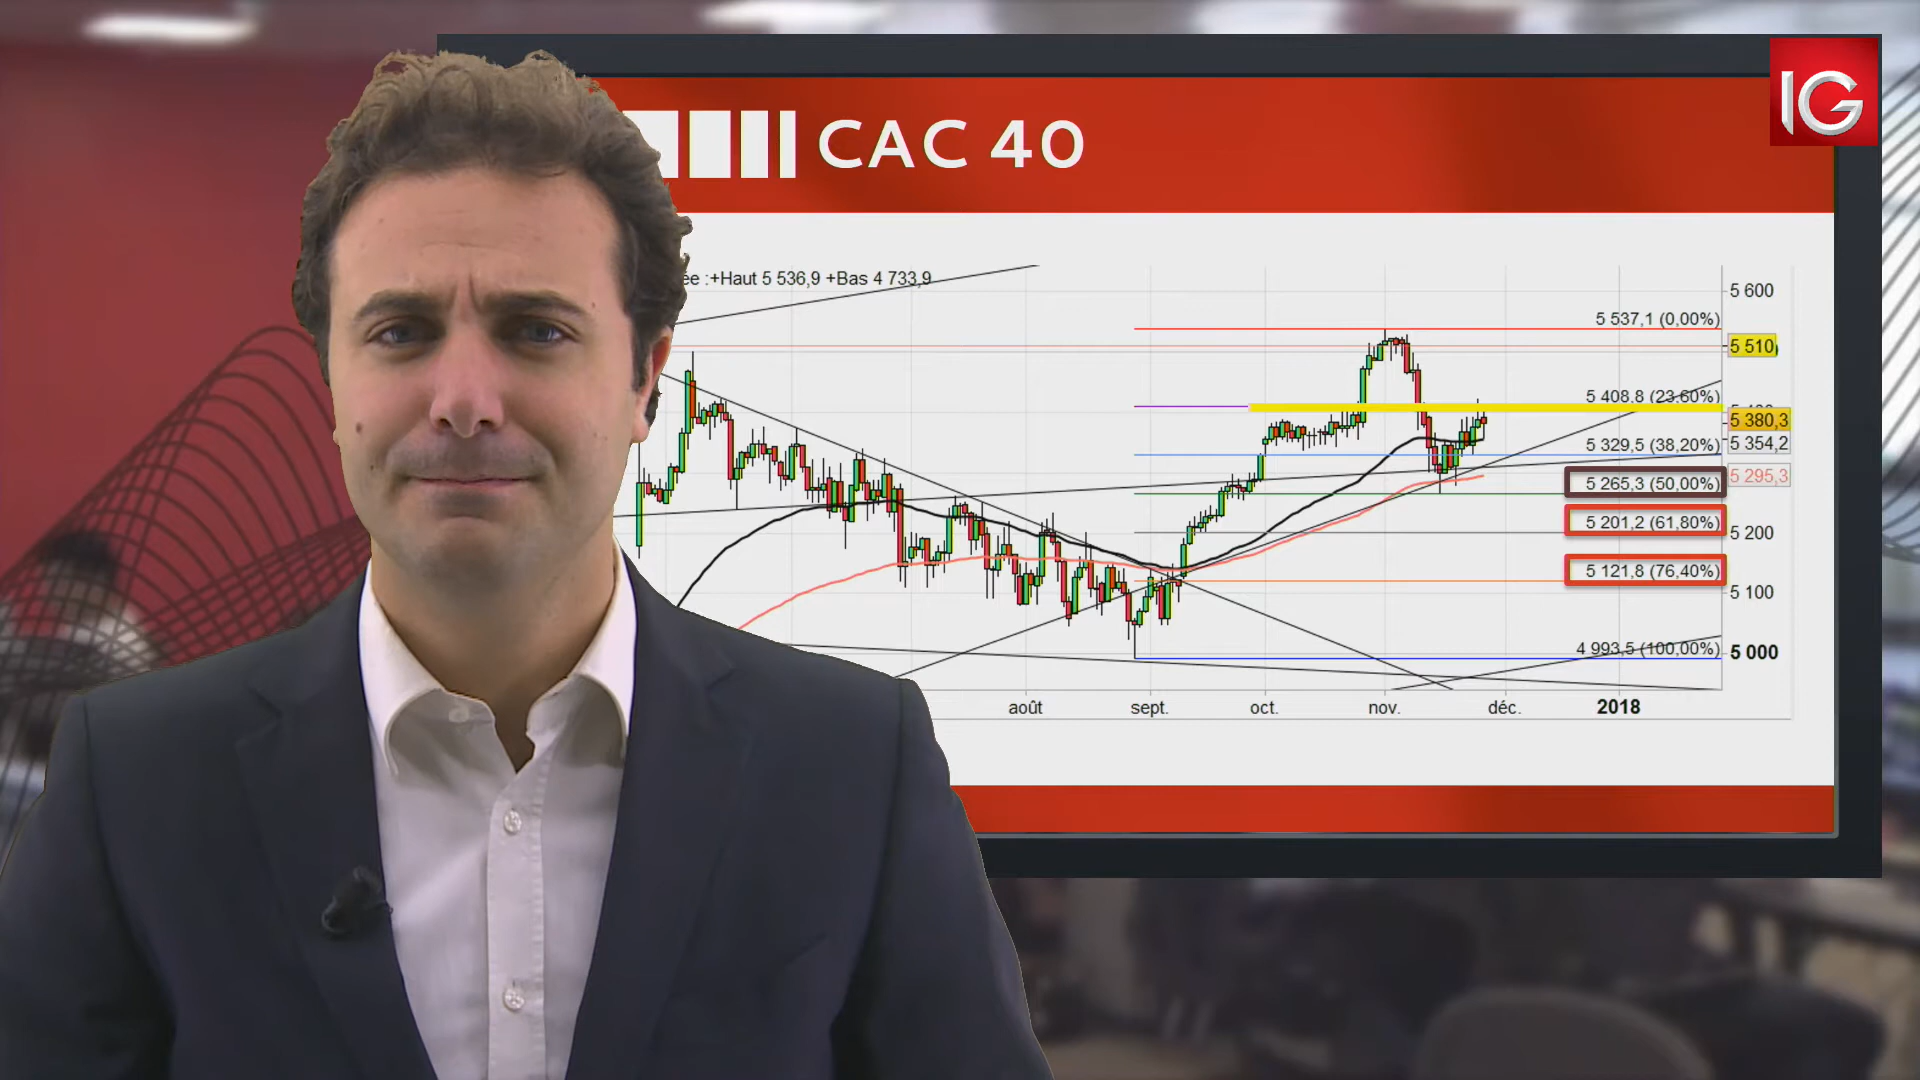 IG
CAC 40
ee :+Haut 5 536,9 +Bas 4 733,9
5 600
5 537,1 (0,00%)
5 510
5 408,8 (23,60%)
5 380,3
5 329,5 (38,20%)
5 354,2
5 295,3
5 265,3 (50,00%)
5 201,2 (61,80%)
5 200
5 121,8 (76,40%)
5 100
4 993,5 (100,00%)
5 000
août sept. oct. nov. déc. 2018